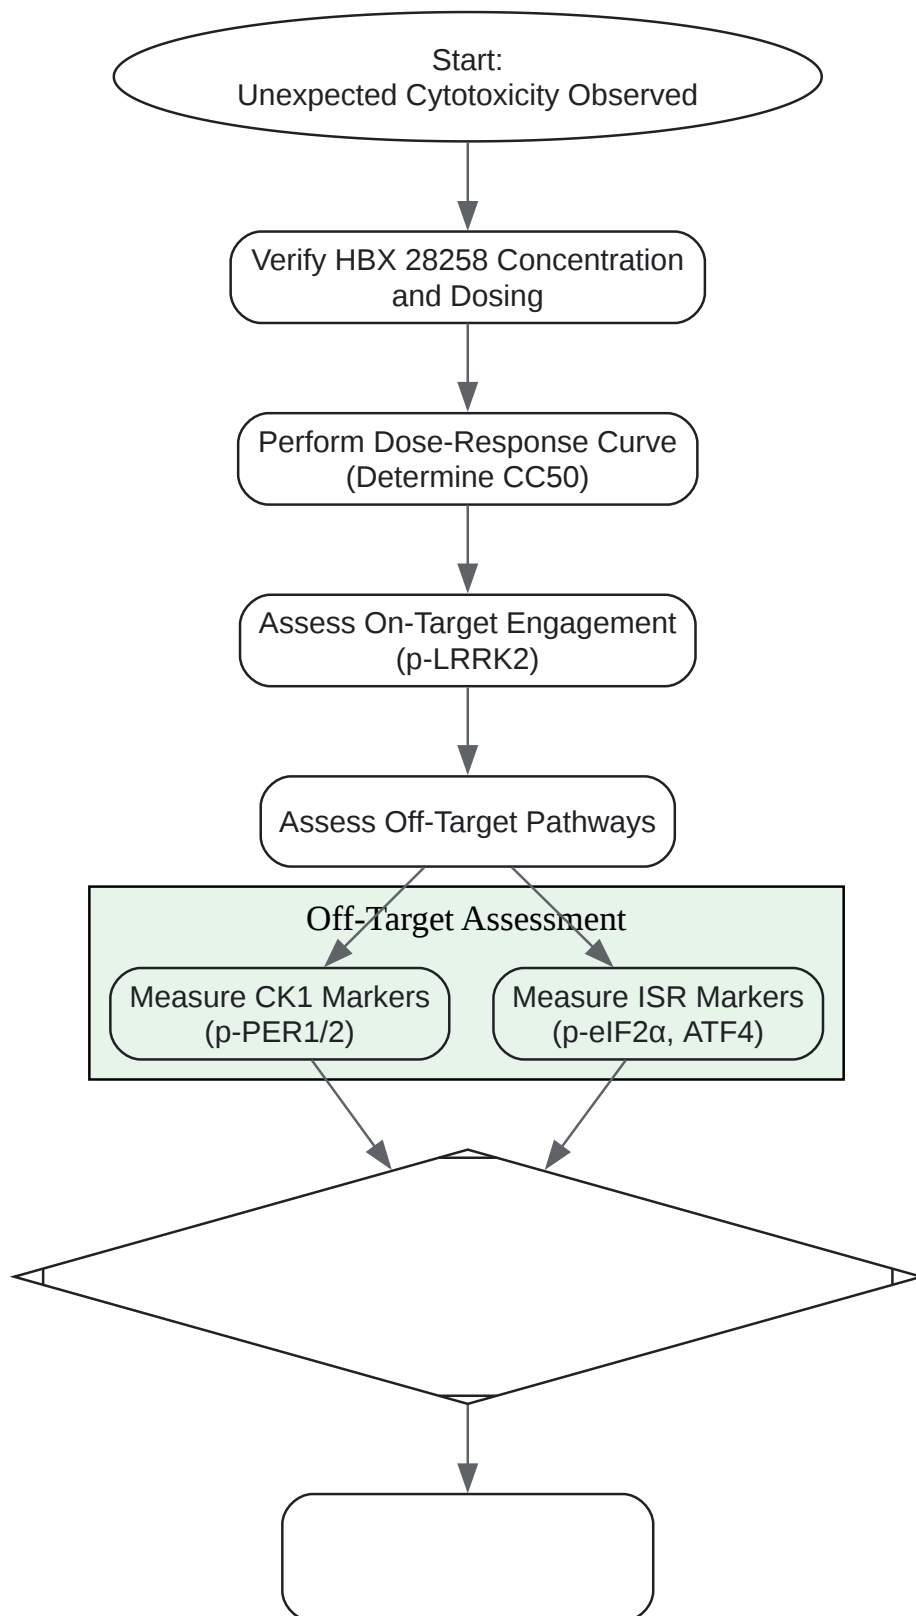 Start:
Unexpected Cytotoxicity Observed
Verify HBX 28258 Concentration
and Dosing
Perform Dose-Response Curve
(Determine CC50)
Assess On-Target Engagement
(p-LRRK2)
Assess Off-Target Pathways
Off-Target Assessment
Measure CK1 Markers
(p-PER1/2)
Measure ISR Markers
(p-eIF2α, ATF4)